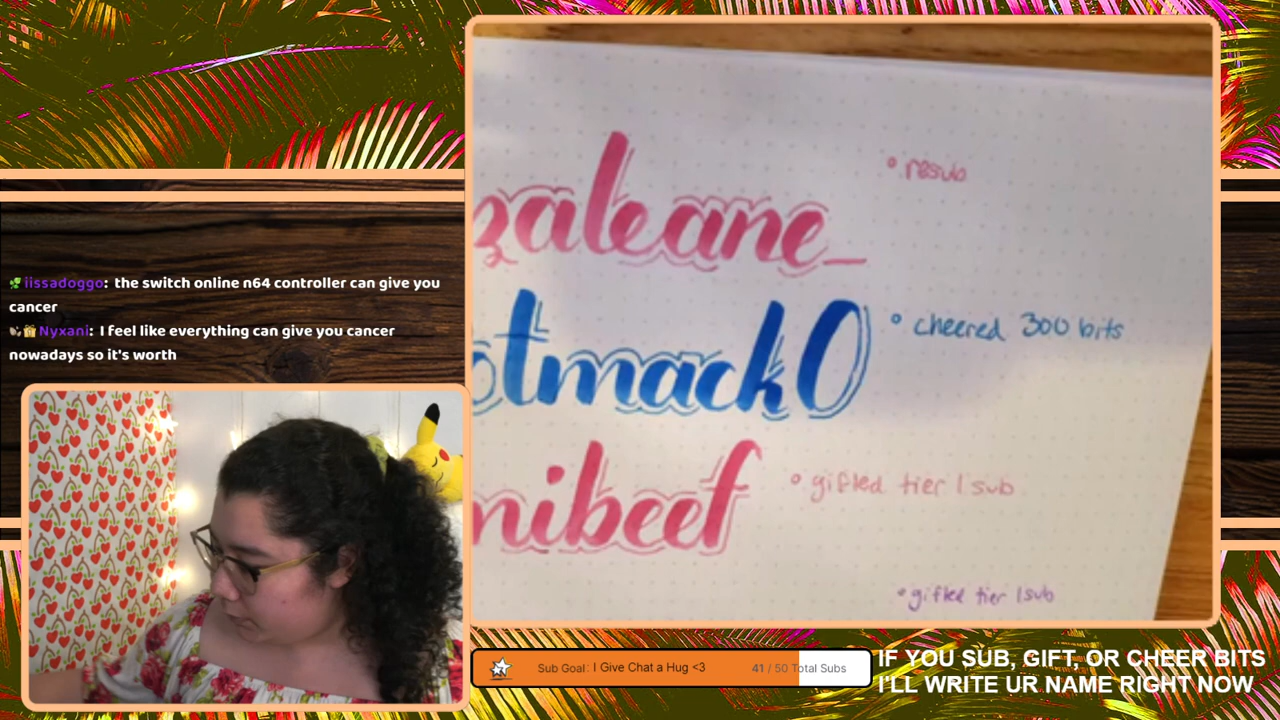 zaleane_
° resub
otmack0
° cheered 300 bits
mibeef
° gifted tier 1 sub
° gifted tier 1 sub
iissadoggo: the switch online n64 controller can give you
cancer
Nyxani: I feel like everything can give you cancer
nowadays so it's worth
Sub Goal: I Give Chat a Hug <3 41 / 50 Total Subs
IF YOU SUB, GIFT, OR CHEER BITS
I'LL WRITE UR NAME RIGHT NOW